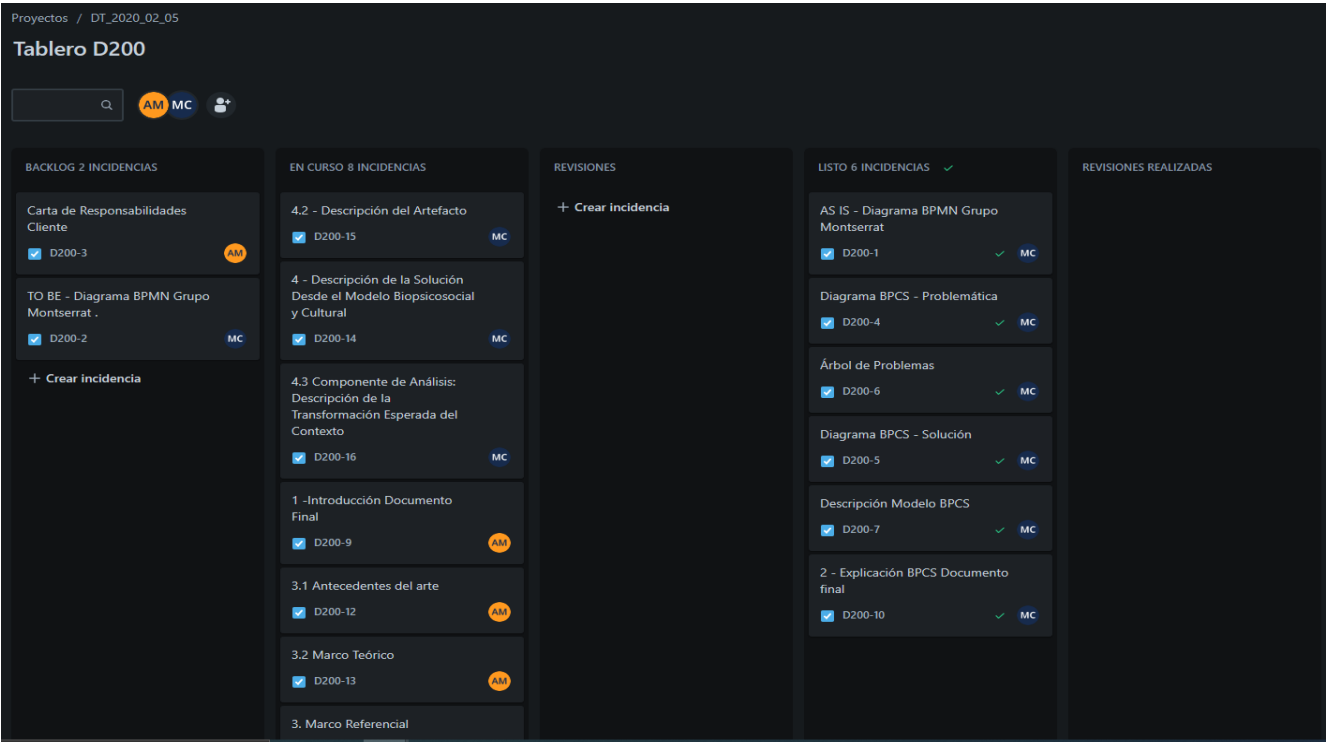 Proyectos / DT_2020_02_05
Tablero D200
AM MC
BACKLOG 2 INCIDENCIAS
Carta de Responsabilidades
Cliente
D200-3 AM
TO BE - Diagrama BPMN Grupo
Montserrat .
D200-2 MC
+ Crear incidencia
EN CURSO 8 INCIDENCIAS
4.2 - Descripción del Artefacto
D200-15 MC
4 - Descripción de la Solución
Desde el Modelo Biopsicosocial
y Cultural
D200-14 MC
4.3 Componente de Análisis:
Descripción de la
Transformación Esperada del
Contexto
D200-16 MC
1 -Introducción Documento
Final
D200-9 AM
3.1 Antecedentes del arte
D200-12 AM
3.2 Marco Teórico
D200-13 AM
3. Marco Referencial
REVISIONES
+ Crear incidencia
LISTO 6 INCIDENCIAS
AS IS - Diagrama BPMN Grupo
Montserrat
D200-1 MC
Diagrama BPCS - Problemática
D200-4 MC
Árbol de Problemas
D200-6 MC
Diagrama BPCS - Solución
D200-5 MC
Descripción Modelo BPCS
D200-7 MC
2 - Explicación BPCS Documento
final
D200-10 MC
REVISIONES REALIZADAS